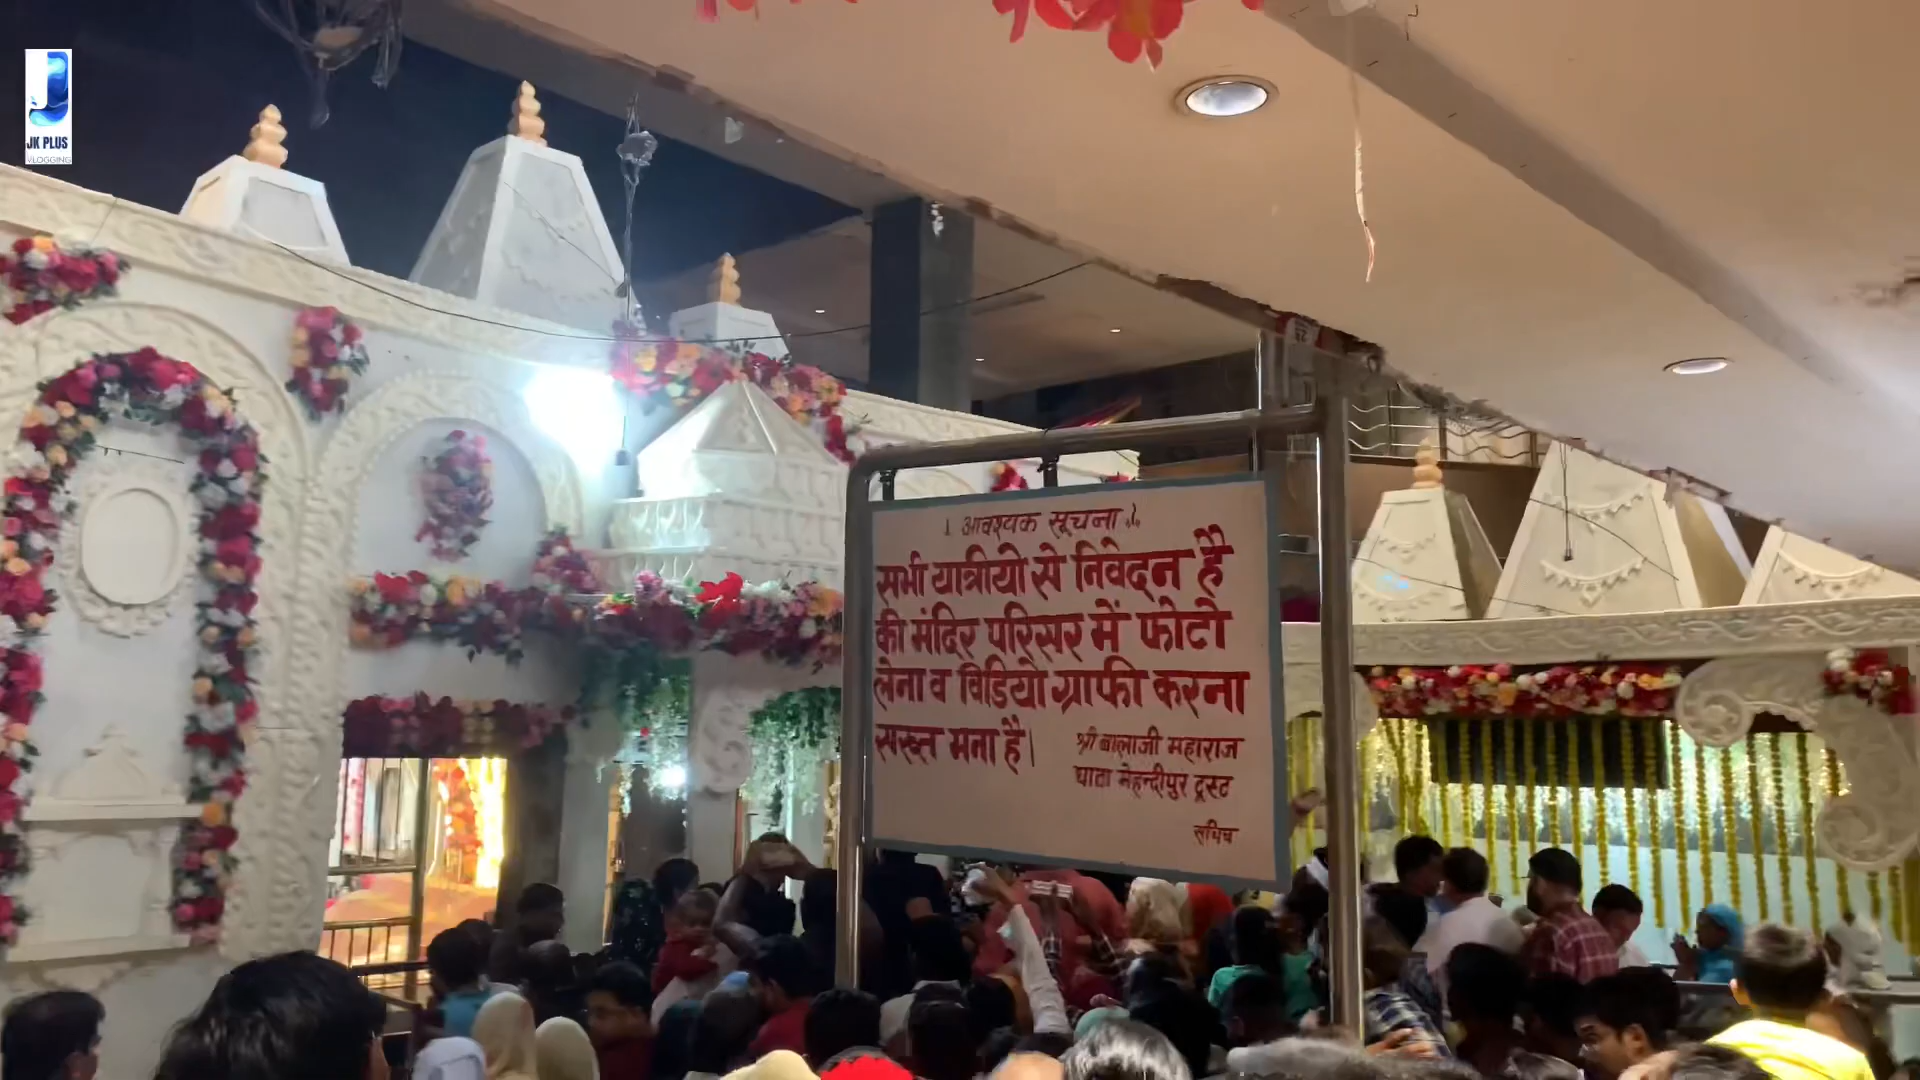 JK PLUS
VLOGGING
। आवश्यक सूचना ।
सभी यात्रीयो से निवेदन है
की मंदिर परिसर में फोटो
लेना व विडियो ग्राफी करना
सख्त मना है।
श्री बालाजी महाराज
घाटा मेहन्दीपुर ट्रस्ट
सचिव